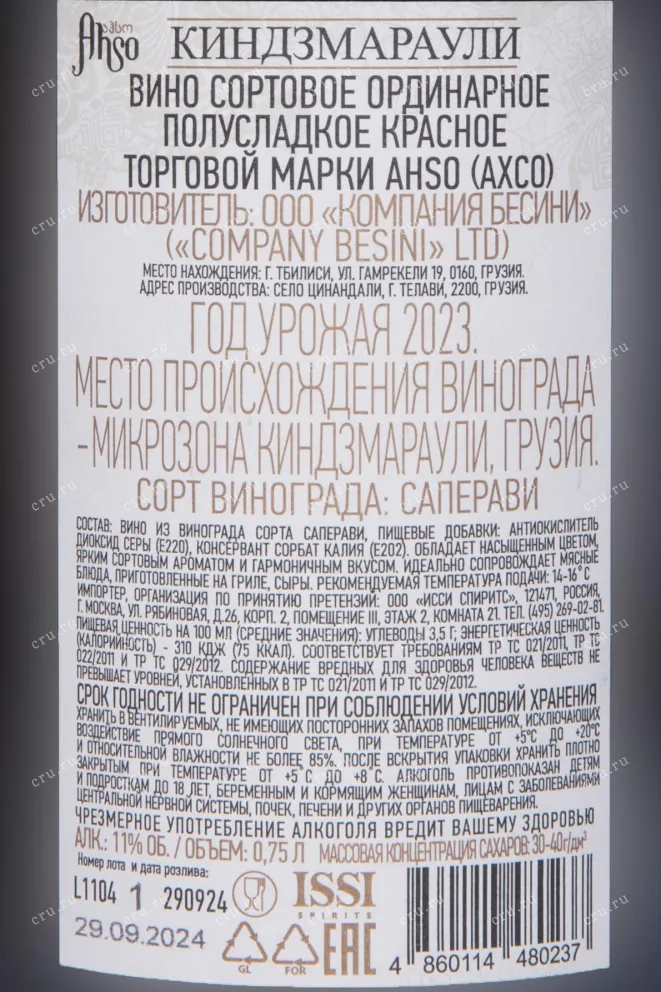 აჰსო
Ahso
КИНДЗМАРАУЛИ
ВИНО СОРТОВОЕ ОРДИНАРНОЕ
ПОЛУСЛАДКОЕ КРАСНОЕ
ТОРГОВОЙ МАРКИ AHSO (АХСО)
ИЗГОТОВИТЕЛЬ: ООО «КОМПАНИЯ БЕСИНИ»
(«COMPANY BESINI» LTD)
МЕСТО НАХОЖДЕНИЯ: Г. ТБИЛИСИ, УЛ. ГАМРЕКЕЛИ 19, 0160, ГРУЗИЯ.
АДРЕС ПРОИЗВОДСТВА: СЕЛО ЦИНАНДАЛИ, Г. ТЕЛАВИ, 2200, ГРУЗИЯ.
ГОД УРОЖАЯ 2023.
МЕСТО ПРОИСХОЖДЕНИЯ ВИНОГРАДА
-МИКРОЗОНА КИНДЗМАРАУЛИ, ГРУЗИЯ.
СОРТ ВИНОГРАДА: САПЕРАВИ
СОСТАВ: ВИНО ИЗ ВИНОГРАДА СОРТА САПЕРАВИ, ПИЩЕВЫЕ ДОБАВКИ: АНТИОКИСЛИТЕЛЬ
ДИОКСИД СЕРЫ (Е220), КОНСЕРВАНТ СОРБАТ КАЛИЯ (Е202). ОБЛАДАЕТ НАСЫЩЕННЫМ ЦВЕТОМ,
ЯРКИМ СОРТОВЫМ АРОМАТОМ И ГАРМОНИЧНЫМ ВКУСОМ. ИДЕАЛЬНО СОПРОВОЖДАЕТ МЯСНЫЕ
БЛЮДА, ПРИГОТОВЛЕННЫЕ НА ГРИЛЕ, СЫРЫ. РЕКОМЕНДУЕМАЯ ТЕМПЕРАТУРА ПОДАЧИ: 14-16°С
ИМПОРТЕР, ОРГАНИЗАЦИЯ ПО ПРИНЯТИЮ ПРЕТЕНЗИЙ: ООО «ИССИ СПИРИТС», 121471, РОССИЯ,
Г. МОСКВА, УЛ. РЯБИНОВАЯ, Д.26, КОРП. 2, ПОМЕЩЕНИЕ III, ЭТАЖ 2, КОМНАТА 21. ТЕЛ. (495) 269-02-81.
ПИЩЕВАЯ ЦЕННОСТЬ НА 100 МЛ (СРЕДНИЕ ЗНАЧЕНИЯ): УГЛЕВОДЫ 3,5 Г; ЭНЕРГЕТИЧЕСКАЯ ЦЕННОСТЬ
(КАЛОРИЙНОСТЬ) - 310 КДЖ (75 ККАЛ). СООТВЕТСТВУЕТ ТРЕБОВАНИЯМ ТР ТС 021/2011, ТР ТС
022/2011 И ТР ТС 029/2012. СОДЕРЖАНИЕ ВРЕДНЫХ ДЛЯ ЗДОРОВЬЯ ЧЕЛОВЕКА ВЕЩЕСТВ НЕ
ПРЕВЫШАЕТ УРОВНЕЙ, УСТАНОВЛЕННЫХ В ТР ТС 021/2011 И ТР ТС 029/2012.
СРОК ГОДНОСТИ НЕ ОГРАНИЧЕН ПРИ СОБЛЮДЕНИИ УСЛОВИЙ ХРАНЕНИЯ
ХРАНИТЬ В ВЕНТИЛИРУЕМЫХ, НЕ ИМЕЮЩИХ ПОСТОРОННИХ ЗАПАХОВ ПОМЕЩЕНИЯХ, ИСКЛЮЧАЮЩИХ
ВОЗДЕЙСТВИЕ ПРЯМОГО СОЛНЕЧНОГО СВЕТА, ПРИ ТЕМПЕРАТУРЕ ОТ +5°С ДО +20°С
И ОТНОСИТЕЛЬНОЙ ВЛАЖНОСТИ НЕ БОЛЕЕ 85%. ПОСЛЕ ВСКРЫТИЯ УПАКОВКИ ХРАНИТЬ ПЛОТНО
ЗАКРЫТЫМ, ПРИ ТЕМПЕРАТУРЕ ОТ +5°С ДО +8°С. АЛКОГОЛЬ ПРОТИВОПОКАЗАН ДЕТЯМ
И ПОДРОСТКАМ ДО 18 ЛЕТ, БЕРЕМЕННЫМ И КОРМЯЩИМ ЖЕНЩИНАМ, ЛИЦАМ С ЗАБОЛЕВАНИЯМИ
ЦЕНТРАЛЬНОЙ НЕРВНОЙ СИСТЕМЫ, ПОЧЕК, ПЕЧЕНИ И ДРУГИХ ОРГАНОВ ПИЩЕВАРЕНИЯ.
ЧРЕЗМЕРНОЕ УПОТРЕБЛЕНИЕ АЛКОГОЛЯ ВРЕДИТ ВАШЕМУ ЗДОРОВЬЮ
АЛК.: 11% ОБ. / ОБЪЕМ: 0,75 Л МАССОВАЯ КОНЦЕНТРАЦИЯ САХАРОВ: 30-40г/дм³
Номер лота и дата розлива:
L1104 1 290924
29.09.2024
ISSI
SPIRITS
GL FOR EAC
4 860114 480237
cru.ru